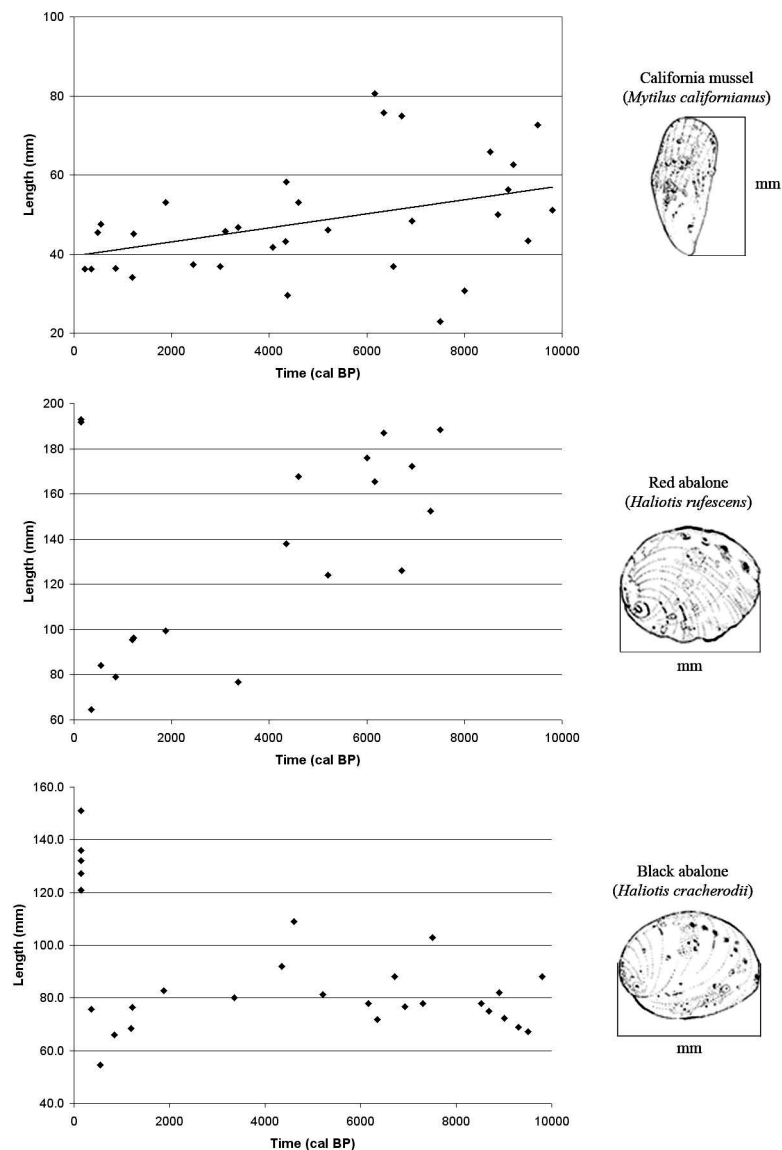 100
80
60
40
20
Length (mm)
0 2000 4000 6000 8000 10000
Time (cal BP)
California mussel
(Mytilus californianus)
mm
200
180
160
140
120
100
80
60
Length (mm)
0 2000 4000 6000 8000 10000
Time (cal BP)
Red abalone
(Haliotis rufescens)
mm
160.0
140.0
120.0
100.0
80.0
60.0
40.0
Length (mm)
0 2000 4000 6000 8000 10000
Time (cal BP)
Black abalone
(Haliotis cracherodii)
mm